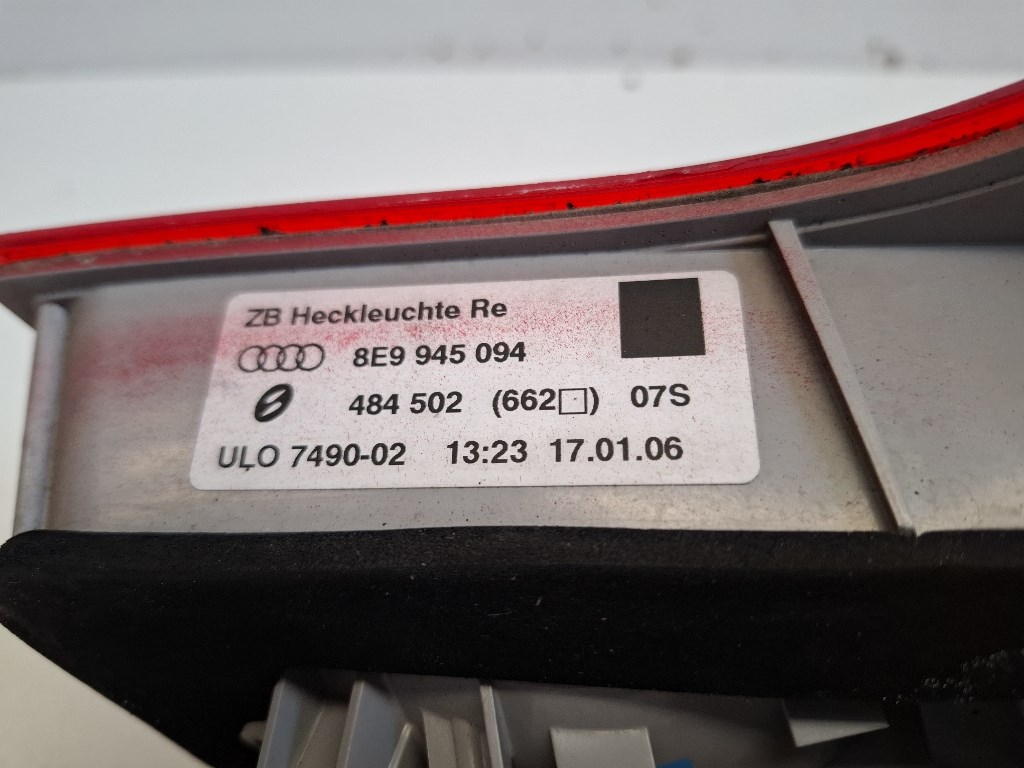 ZB Heckleuchte Re
8E9 945 094
484 502 (662□) 07S
ULO 7490-02 13:23 17.01.06